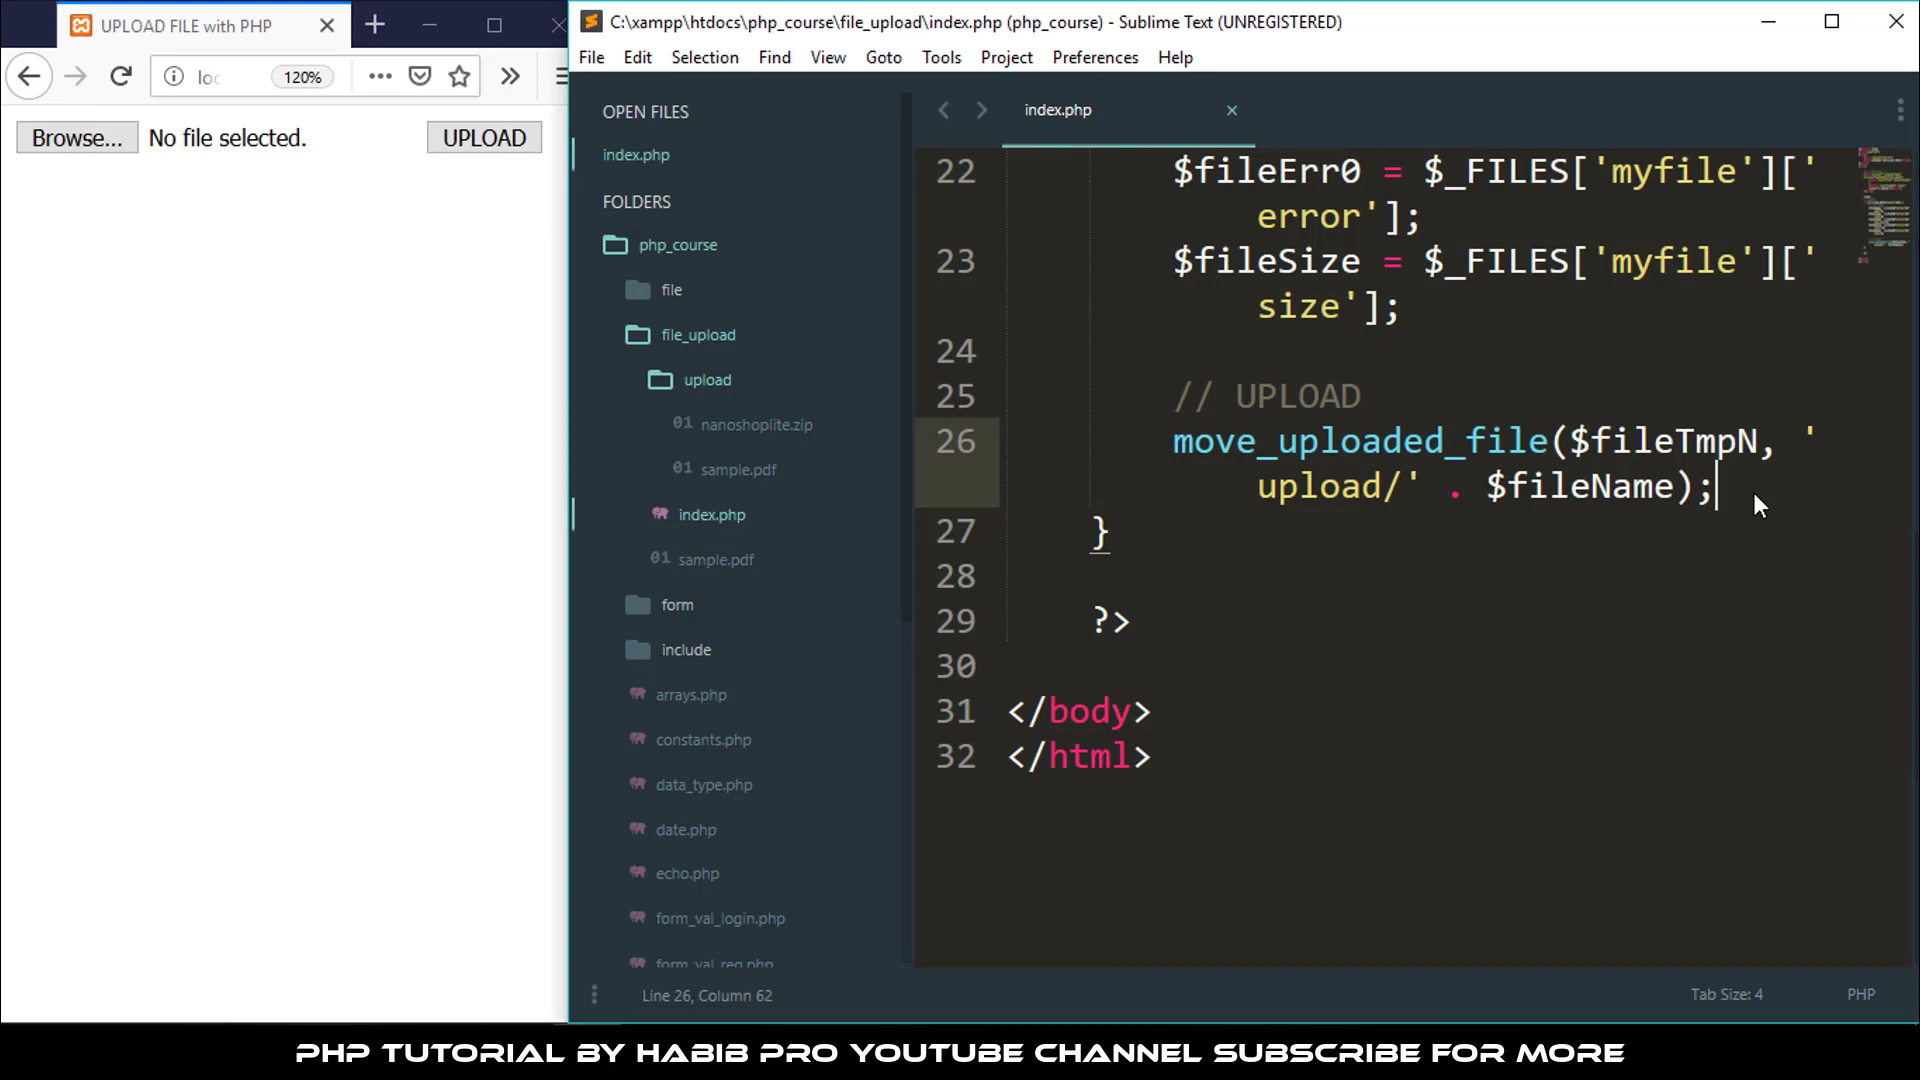 UPLOAD FILE with PHP
loc
120%
Browse... No file selected. UPLOAD
C:\xampp\htdocs\php_course\file_upload\index.php (php_course) - Sublime Text (UNREGISTERED)
File Edit Selection Find View Goto Tools Project Preferences Help
OPEN FILES
index.php
FOLDERS
php_course
file
file_upload
upload
01 nanoshoplite.zip
01 sample.pdf
index.php
01 sample.pdf
form
include
arrays.php
constants.php
data_type.php
date.php
echo.php
form_val_login.php
form_val_req.php
index.php
22 $fileErr0 = $_FILES['myfile']['
error'];
23 $fileSize = $_FILES['myfile']['
size'];
24
25 // UPLOAD
26 move_uploaded_file($fileTmpN, '
upload/' . $fileName);
27 }
28
29 ?>
30
31 </body>
32 </html>
Line 26, Column 62
Tab Size: 4
PHP
PHP TUTORIAL BY HABIB PRO YOUTUBE CHANNEL SUBSCRIBE FOR MORE